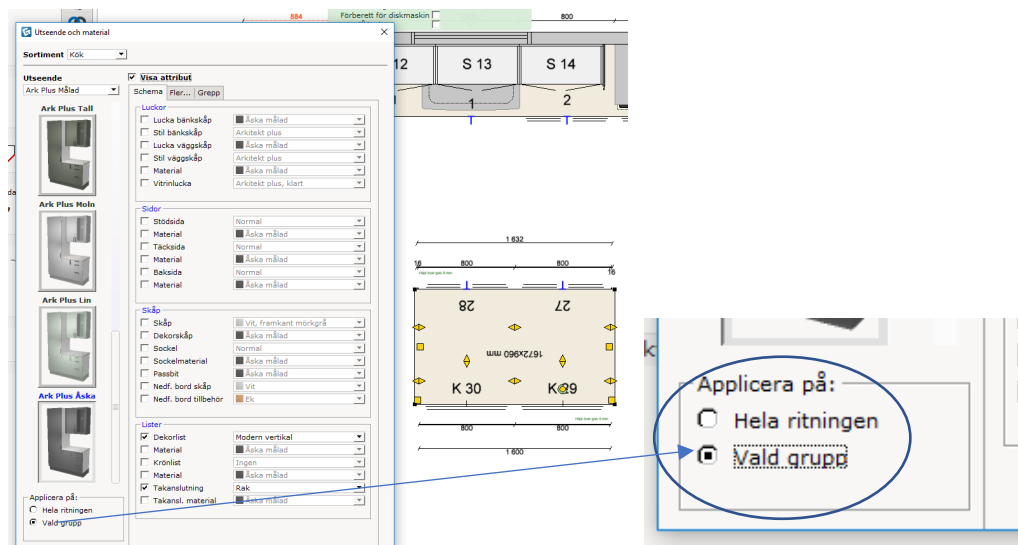 884
Förberett för diskmaskin
800
Utseende och material
Sortiment Kök
Utseende
Visa attribut
Ark Plus Målad
Schema Fler... Grepp
Ark Plus Tall
Luckor
Lucka bänkskåp Åska målad
Stil bänkskåp Arkitekt plus
Lucka väggskåp Åska målad
Stil väggskåp Arkitekt plus
Material Åska målad
Vitrinlucka Arkitekt plus, klart
12 S 13 S 14
1 2
Ark Plus Moln
Sidor
Stödsida Normal
Material Åska målad
Täcksida Normal
Material Åska målad
Baksida Normal
Material Åska målad
1 632
16 800 800 16
Ark Plus Lin
Skåp
Skåp Vit, framkant mörkgrå
Dekorskåp Åska målad
Sockel Normal
Sockelmaterial Åska målad
Passbit Åska målad
Nedf. bord skåp Vit
Nedf. bord tillbehör Ek
28 27
1672x960 mm
K 30 K 29
800 800
1 600
Ark Plus Åska
Lister
Dekorlist Modern vertikal
Material Åska målad
Krönlist Ingen
Material Åska målad
Takanslutning Rak
Takansl. material Åska målad
Applicera på:
Hela ritningen
Vald grupp
Applicera på:
Hela ritningen
Vald grupp